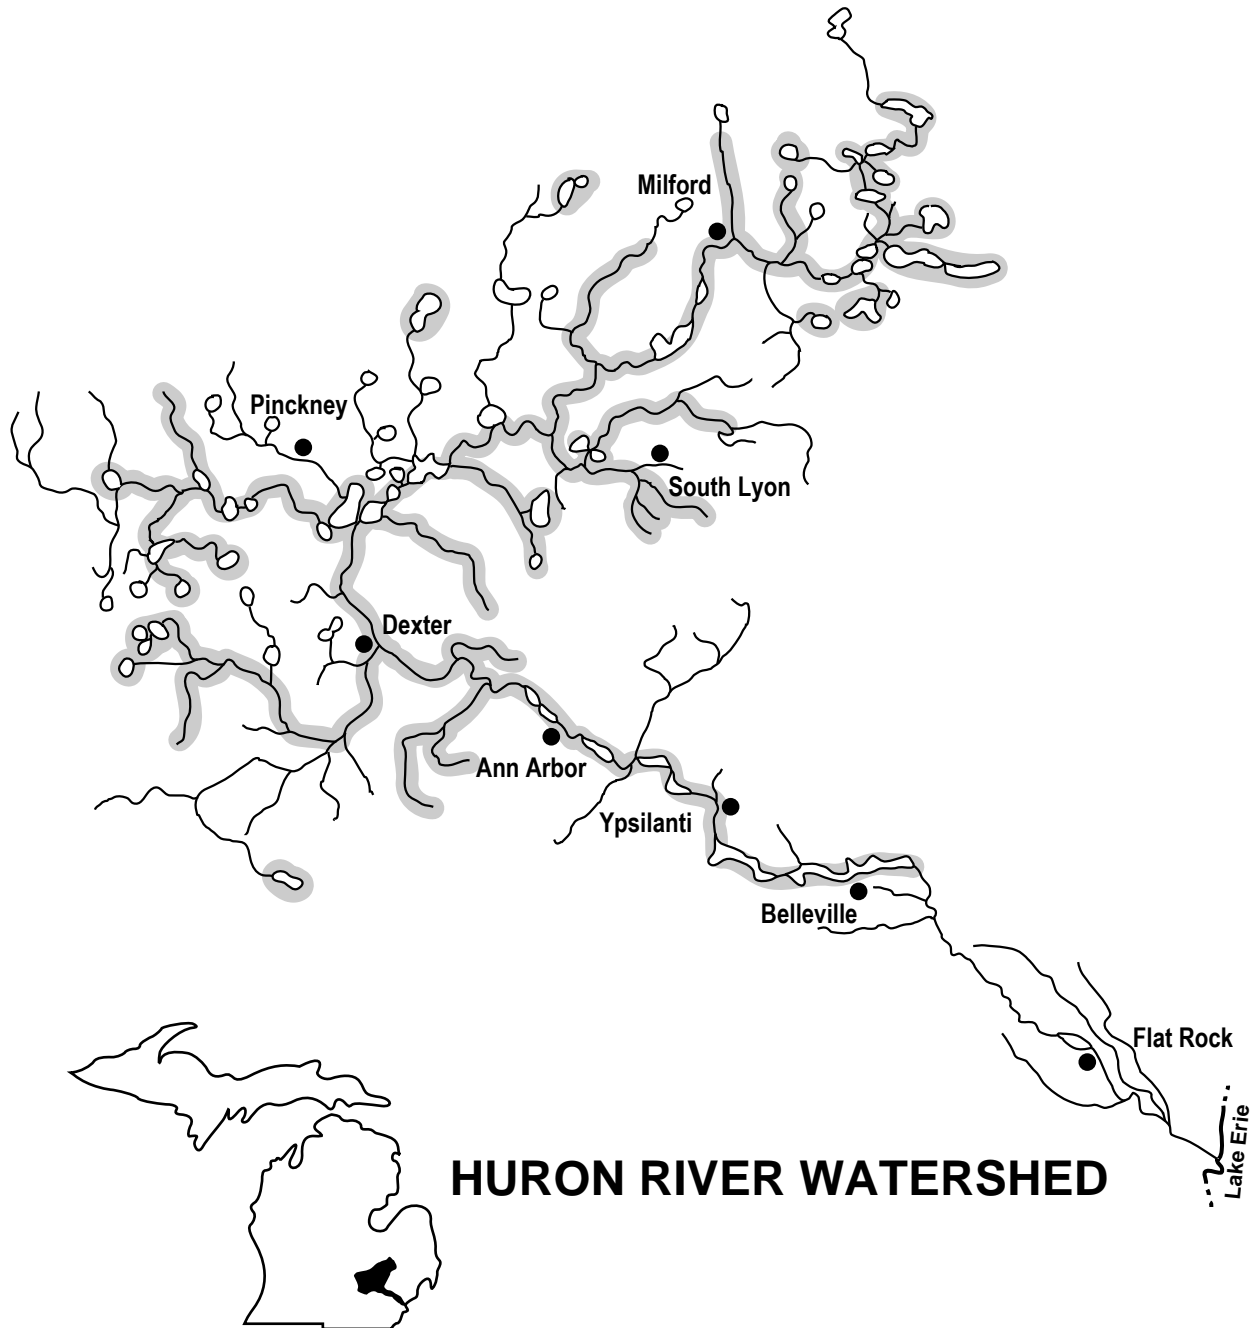 Milford
Pinckney
South Lyon
Dexter
Ann Arbor
Ypsilanti
Belleville
Flat Rock
Lake Erie
HURON RIVER WATERSHED